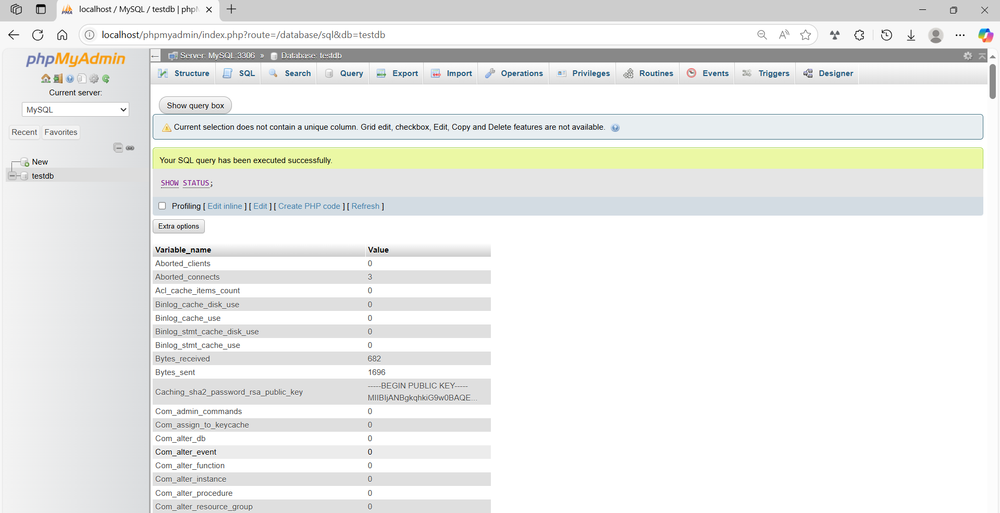 localhost / MySQL / testdb | phpM
localhost/phpmyadmin/index.php?route=/database/sql&db=testdb
phpMyAdmin
Current server:
MySQL
Recent Favorites
New
testdb
Server: MySQL:3306 » Database: testdb
Structure SQL Search Query Export Import Operations Privileges Routines Events Triggers Designer
Show query box
Current selection does not contain a unique column. Grid edit, checkbox, Edit, Copy and Delete features are not available.
Your SQL query has been executed successfully.
SHOW STATUS;
Profiling [ Edit inline ] [ Edit ] [ Create PHP code ] [ Refresh ]
Extra options
Variable_name Value
Aborted_clients 0
Aborted_connects 3
Acl_cache_items_count 0
Binlog_cache_disk_use 0
Binlog_cache_use 0
Binlog_stmt_cache_disk_use 0
Binlog_stmt_cache_use 0
Bytes_received 682
Bytes_sent 1696
Caching_sha2_password_rsa_public_key -----BEGIN PUBLIC KEY-----
MIIBIjANBgkqhkiG9w0BAQE...
Com_admin_commands 0
Com_assign_to_keycache 0
Com_alter_db 0
Com_alter_event 0
Com_alter_function 0
Com_alter_instance 0
Com_alter_procedure 0
Com_alter_resource_group 0